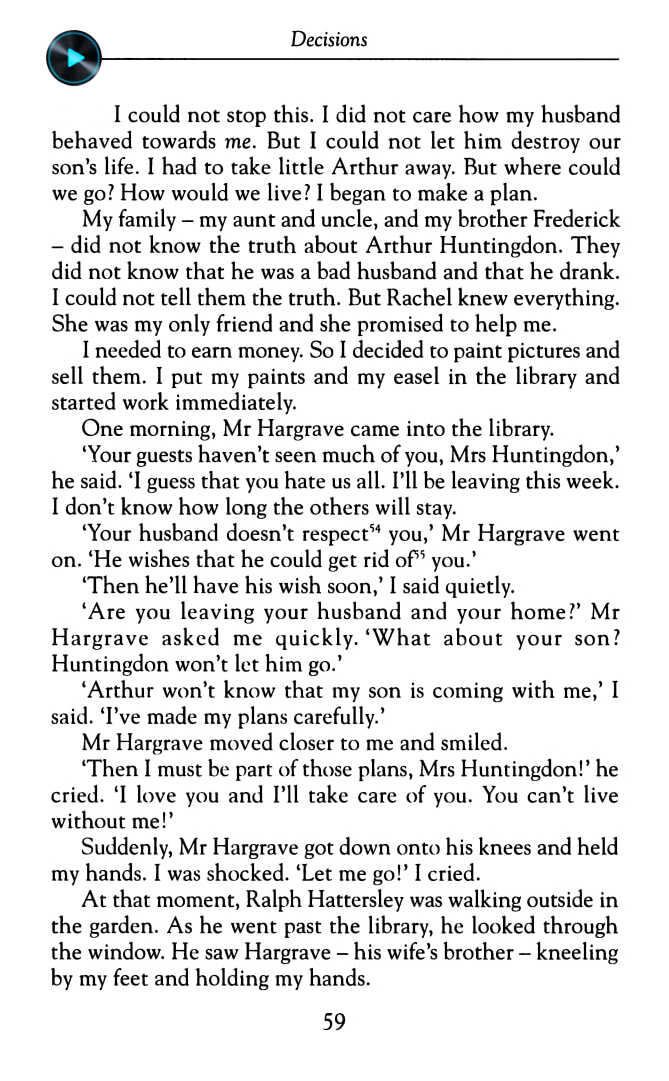 Decisions
I could not stop this. I did not care how my husband
behaved towards me. But I could not let him destroy our
son's life. I had to take little Arthur away. But where could
we go? How would we live? I began to make a plan.
My family – my aunt and uncle, and my brother Frederick
– did not know the truth about Arthur Huntingdon. They
did not know that he was a bad husband and that he drank.
I could not tell them the truth. But Rachel knew everything.
She was my only friend and she promised to help me.
I needed to earn money. So I decided to paint pictures and
sell them. I put my paints and my easel in the library and
started work immediately.
One morning, Mr Hargrave came into the library.
‘Your guests haven’t seen much of you, Mrs Huntingdon,’
he said. ‘I guess that you hate us all. I’ll be leaving this week.
I don’t know how long the others will stay.
‘Your husband doesn’t respect⁵⁴ you,’ Mr Hargrave went
on. ‘He wishes that he could get rid of⁵⁵ you.’
‘Then he’ll have his wish soon,’ I said quietly.
‘Are you leaving your husband and your home?’ Mr
Hargrave asked me quickly. ‘What about your son?
Huntingdon won’t let him go.’
‘Arthur won’t know that my son is coming with me,’ I
said. ‘I’ve made my plans carefully.’
Mr Hargrave moved closer to me and smiled.
‘Then I must be part of those plans, Mrs Huntingdon!’ he
cried. ‘I love you and I’ll take care of you. You can’t live
without me!’
Suddenly, Mr Hargrave got down onto his knees and held
my hands. I was shocked. ‘Let me go!’ I cried.
At that moment, Ralph Hattersley was walking outside in
the garden. As he went past the library, he looked through
the window. He saw Hargrave – his wife’s brother – kneeling
by my feet and holding my hands.
59